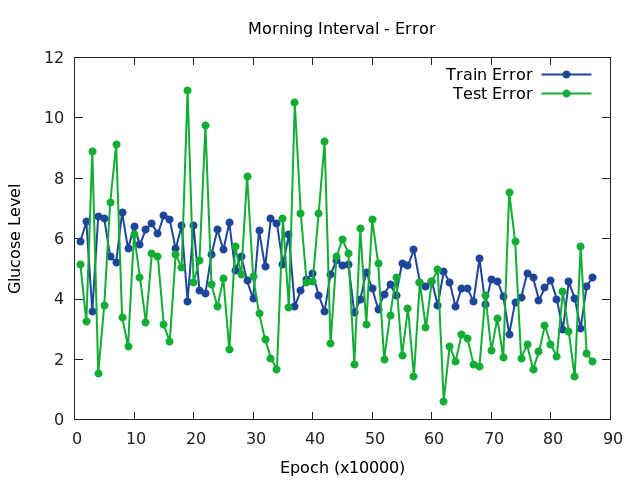 Morning Interval - Error
12
10
8
6
4
2
0
Glucose Level
Train Error
Test Error
0 10 20 30 40 50 60 70 80 90
Epoch (x10000)